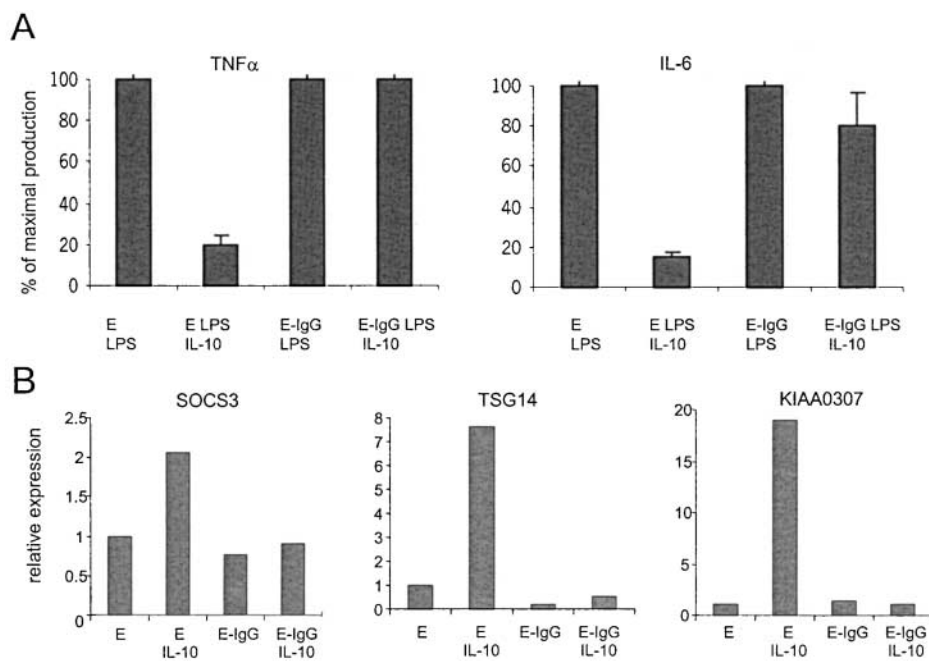 A
TNFα
IL-6
% of maximal production
100
80
60
40
20
0
100
80
60
40
20
0
E LPS
E LPS IL-10
E-IgG LPS
E-IgG LPS IL-10
E LPS
E LPS IL-10
E-IgG LPS
E-IgG LPS IL-10
B
SOCS3
TSG14
KIAA0307
relative expression
2.5
2
1.5
1
0.5
0
8
7
6
5
4
3
2
1
0
20
15
10
5
0
E
E IL-10
E-IgG
E-IgG IL-10
E
E IL-10
E-IgG
E-IgG IL-10
E
E IL-10
E-IgG
E-IgG IL-10